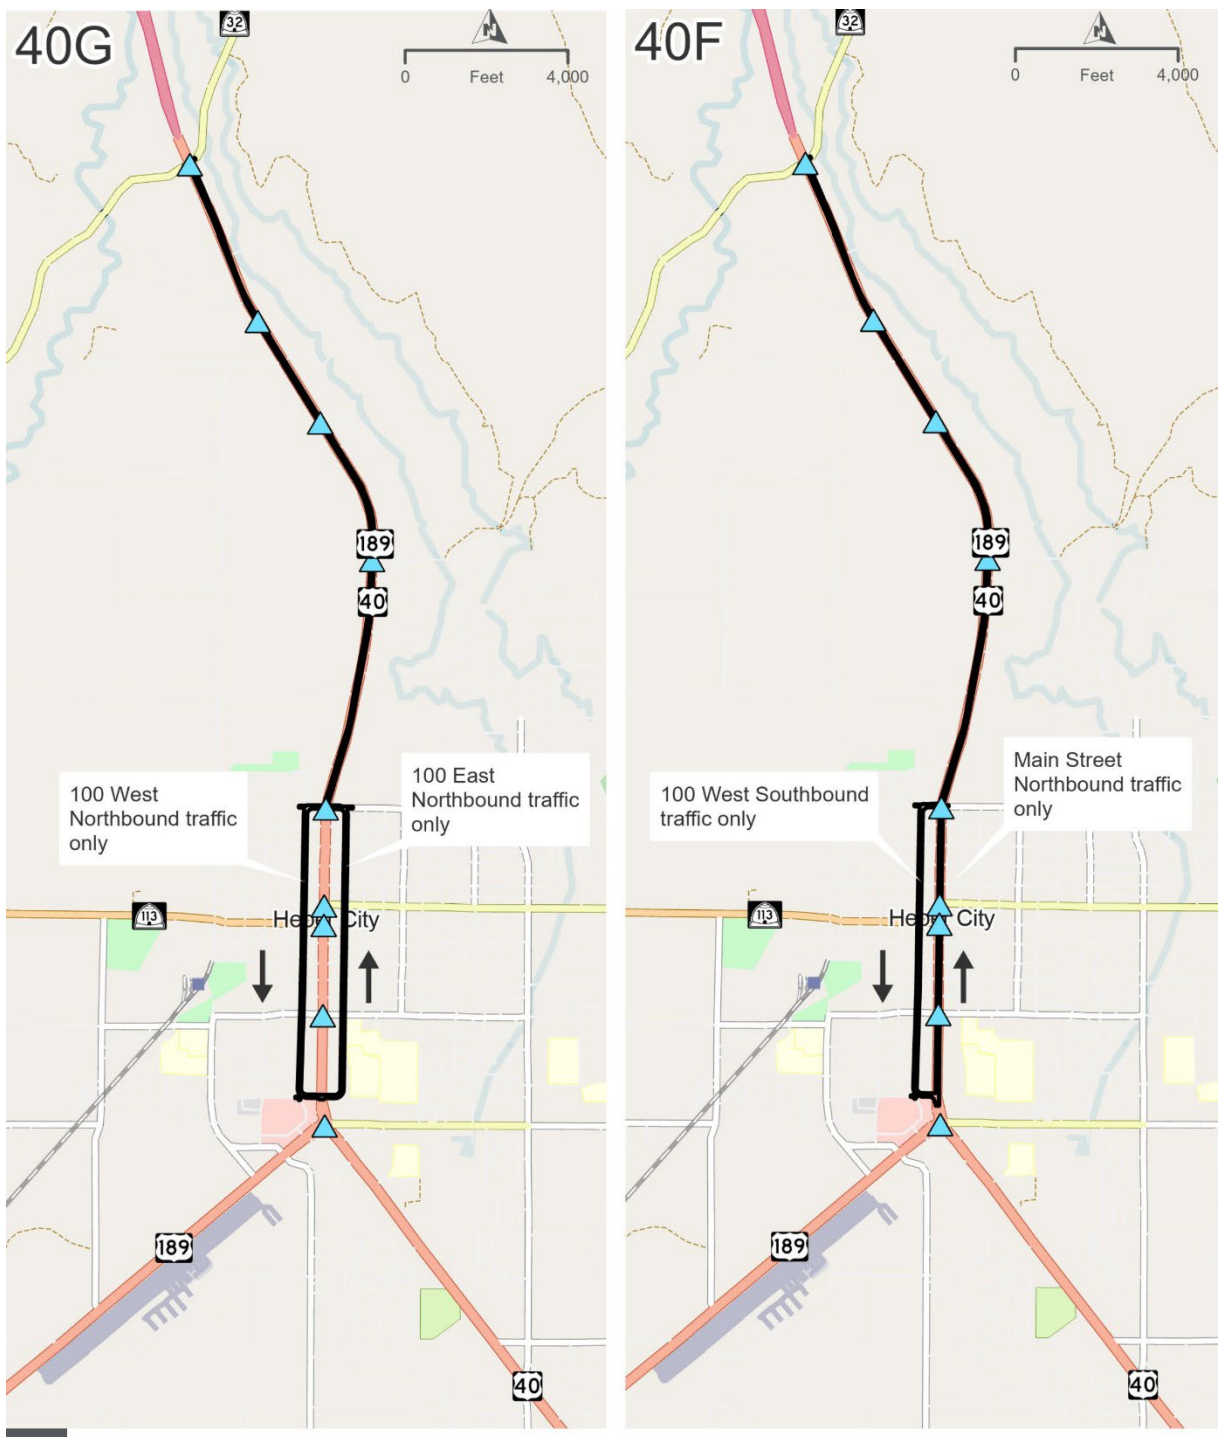 40G
32
N
0 Feet 4,000
189
40
100 West
Northbound traffic
only
100 East
Northbound traffic
only
113
Heber City
189
40
40F
32
N
0 Feet 4,000
189
40
100 West Southbound
traffic only
Main Street
Northbound traffic
only
113
Heber City
189
40